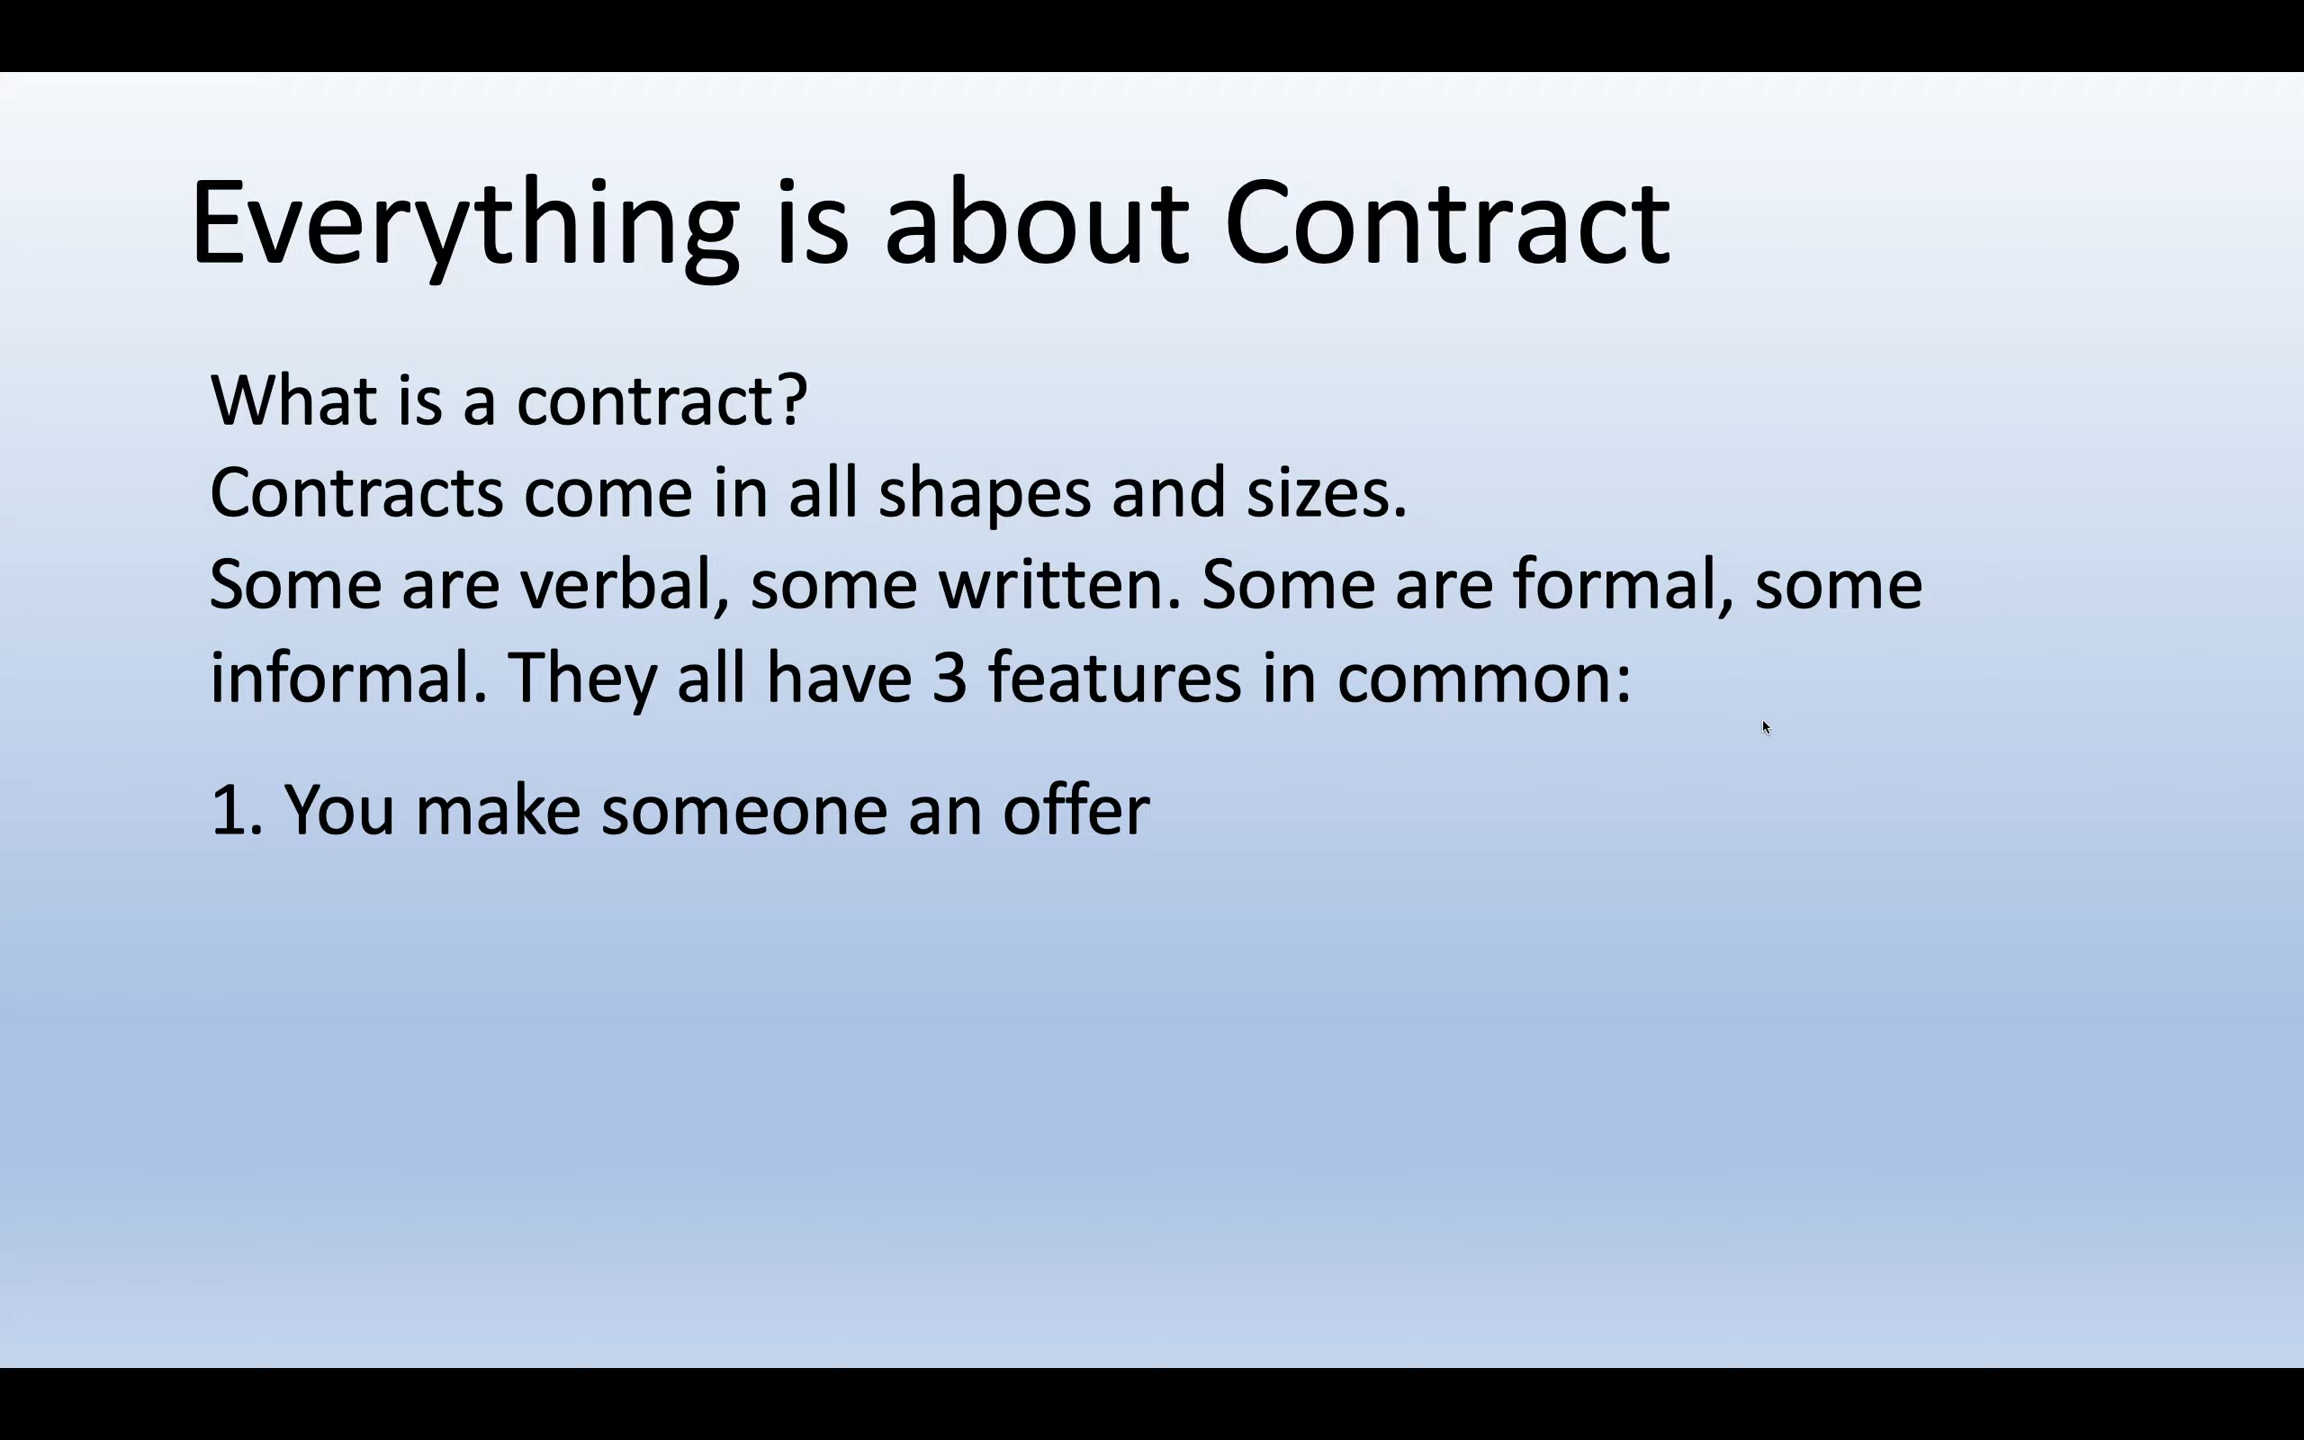 Everything is about Contract
What is a contract?
Contracts come in all shapes and sizes.
Some are verbal, some written. Some are formal, some
informal. They all have 3 features in common:
1. You make someone an offer